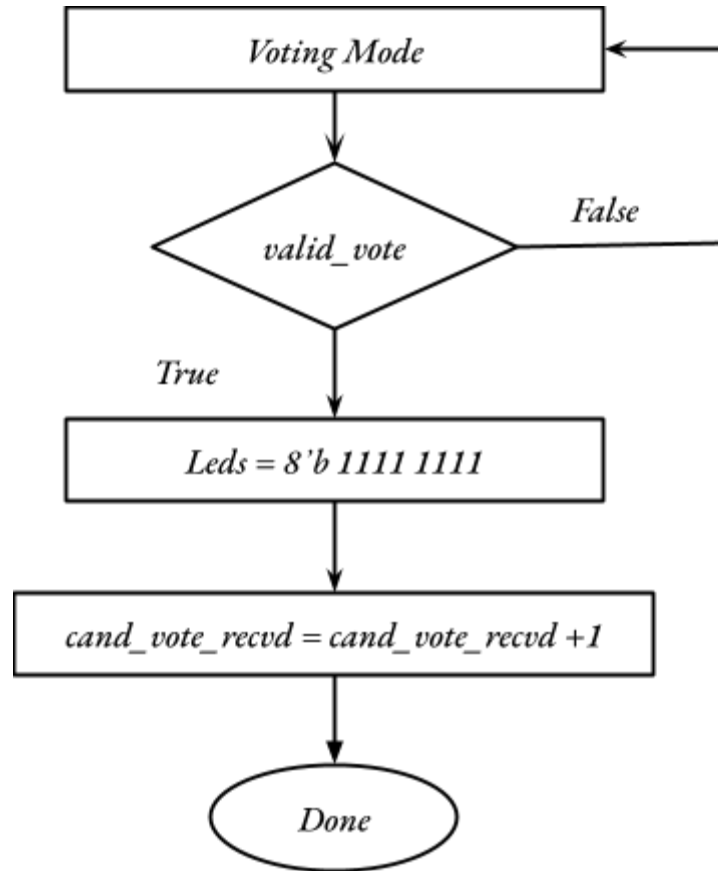 Voting Mode
valid_vote
False
True
Leds = 8’b 1111 1111
cand_vote_recvd = cand_vote_recvd +1
Done